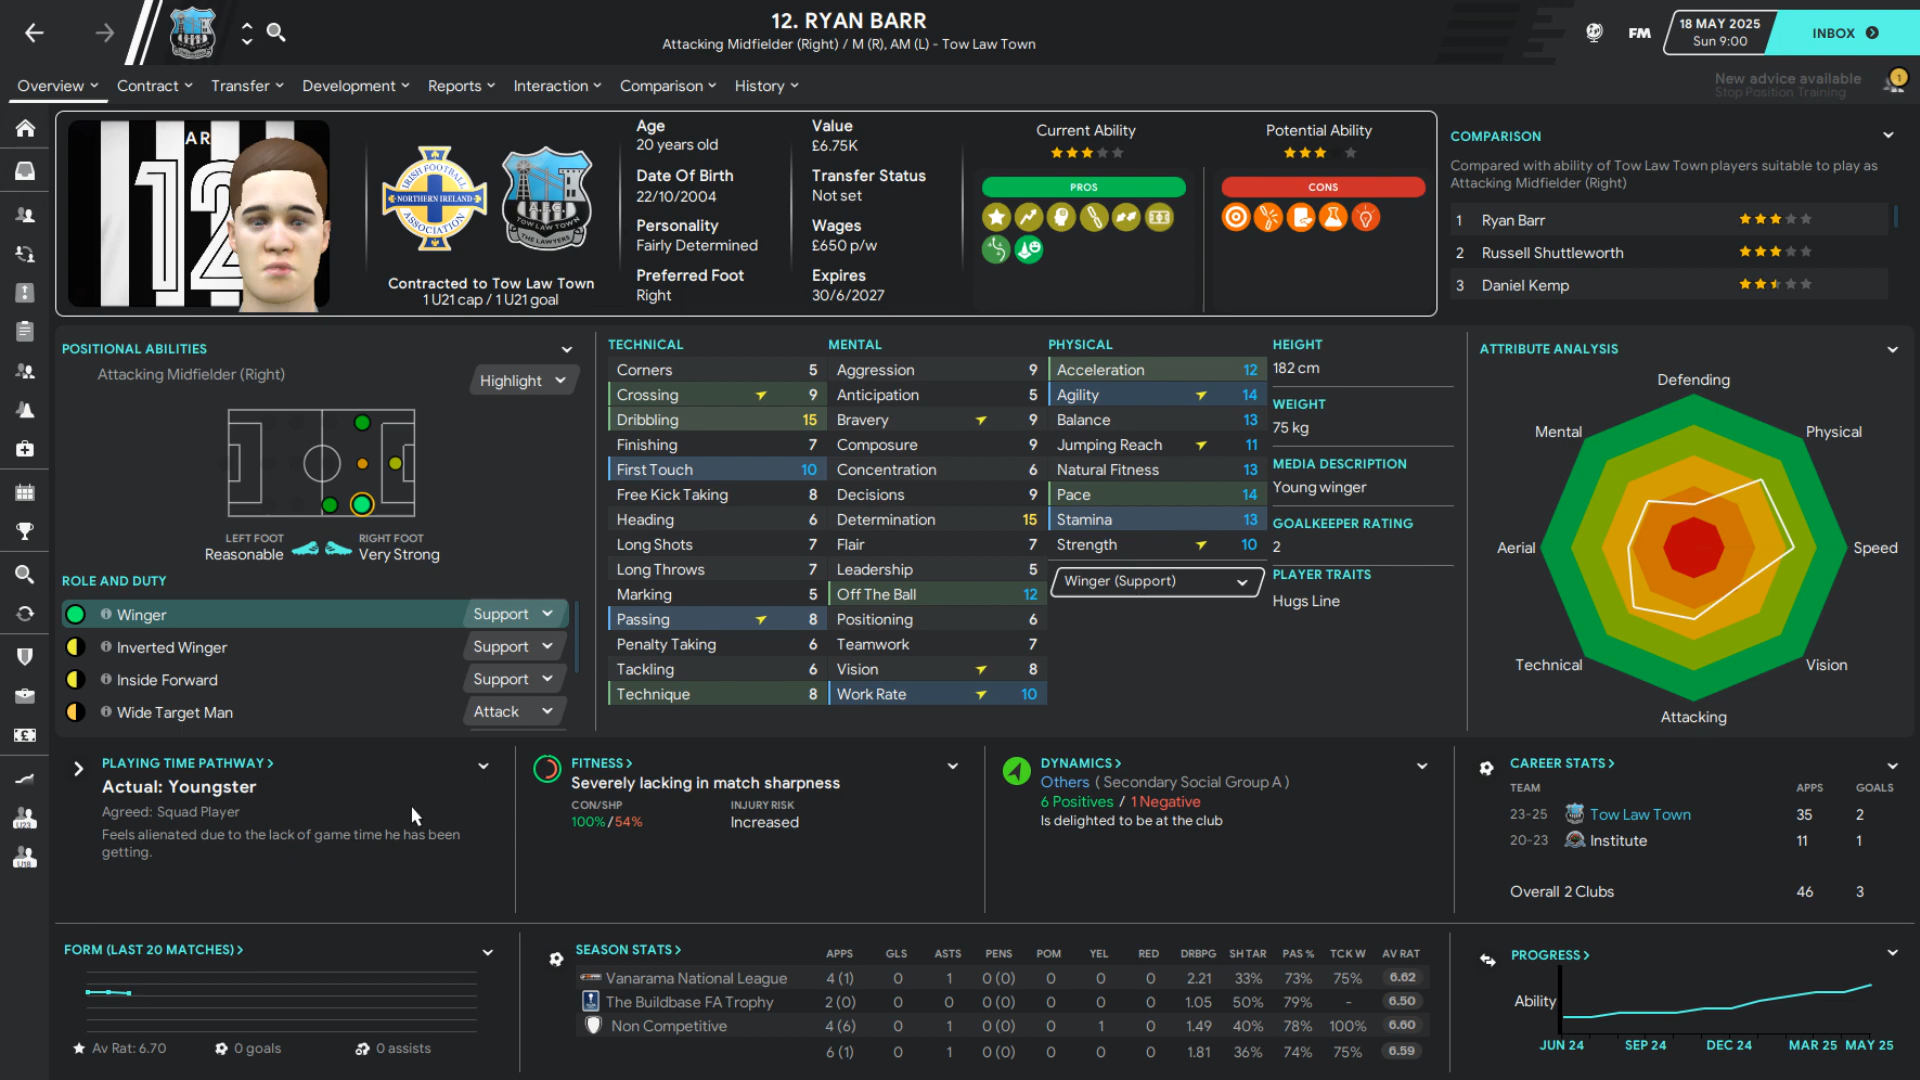 12. RYAN BARR
Attacking Midfielder (Right) / M (R), AM (L) - Tow Law Town
FM
18 MAY 2025
Sun 9:00
INBOX
Overview
Contract
Transfer
Development
Reports
Interaction
Comparison
History
New advice available
Stop Position Training
1
AR
12
IRISH FOOTBALL
NORTHERN IRELAND
ASSOCIATION
TOW LAW TOWN
THE LAWYERS
Contracted to Tow Law Town
1 U21 cap / 1 U21 goal
Age
20 years old
Date Of Birth
22/10/2004
Personality
Fairly Determined
Preferred Foot
Right
Value
£6.75K
Transfer Status
Not set
Wages
£650 p/w
Expires
30/6/2027
Current Ability
PROS
Potential Ability
CONS
COMPARISON
Compared with ability of Tow Law Town players suitable to play as
Attacking Midfielder (Right)
1 Ryan Barr
2 Russell Shuttleworth
3 Daniel Kemp
POSITIONAL ABILITIES
Attacking Midfielder (Right)
Highlight
LEFT FOOT
Reasonable
RIGHT FOOT
Very Strong
ROLE AND DUTY
Winger Support
Inverted Winger Support
Inside Forward Support
Wide Target Man Attack
TECHNICAL
Corners 5
Crossing 9
Dribbling 15
Finishing 7
First Touch 10
Free Kick Taking 8
Heading 6
Long Shots 7
Long Throws 7
Marking 5
Passing 8
Penalty Taking 6
Tackling 6
Technique 8
MENTAL
Aggression 9
Anticipation 5
Bravery 9
Composure 9
Concentration 6
Decisions 9
Determination 15
Flair 7
Leadership 5
Off The Ball 12
Positioning 6
Teamwork 7
Vision 8
Work Rate 10
PHYSICAL
Acceleration 12
Agility 14
Balance 13
Jumping Reach 11
Natural Fitness 13
Pace 14
Stamina 13
Strength 10
Winger (Support)
HEIGHT
182 cm
WEIGHT
75 kg
MEDIA DESCRIPTION
Young winger
GOALKEEPER RATING
2
PLAYER TRAITS
Hugs Line
ATTRIBUTE ANALYSIS
Defending
Physical
Speed
Vision
Attacking
Technical
Aerial
Mental
PLAYING TIME PATHWAY >
Actual: Youngster
Agreed: Squad Player
Feels alienated due to the lack of game time he has been
getting.
FITNESS >
Severely lacking in match sharpness
CON/SHP
100% / 54%
INJURY RISK
Increased
DYNAMICS >
Others ( Secondary Social Group A )
6 Positives / 1 Negative
Is delighted to be at the club
CAREER STATS >
TEAM APPS GOALS
23-25 Tow Law Town 35 2
20-23 Institute 11 1
Overall 2 Clubs 46 3
U23
U18
FORM (LAST 20 MATCHES) >
Av Rat: 6.70
0 goals
0 assists
SEASON STATS > APPS GLS ASTS PENS POM YEL RED DRBPG SH TAR PAS % TCK W AV RAT
Vanarama National League 4 (1) 0 1 0 (0) 0 0 0 2.21 33% 73% 75% 6.62
The Buildbase FA Trophy 2 (0) 0 0 0 (0) 0 0 0 1.05 50% 79% - 6.50
Non Competitive 4 (6) 0 1 0 (0) 0 1 0 1.49 40% 78% 100% 6.60
6 (1) 0 1 0 (0) 0 0 0 1.81 36% 74% 75% 6.59
PROGRESS >
Ability
JUN 24 SEP 24 DEC 24 MAR 25 MAY 25